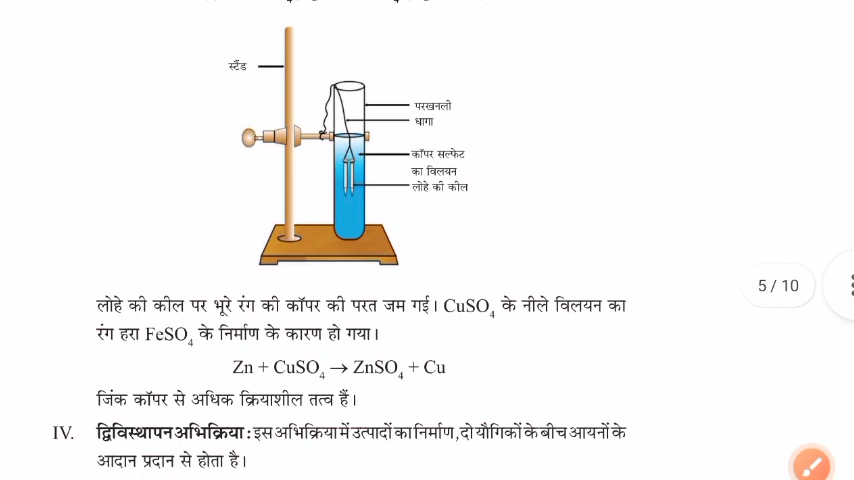 स्टैंड
परखनली
धागा
कॉपर सल्फेट
का विलयन
लोहे की कील
5 / 10
लोहे की कील पर भूरे रंग की कॉपर की परत जम गई। CuSO₄ के नीले विलयन का
रंग हरा FeSO₄ के निर्माण के कारण हो गया।
Zn + CuSO₄ → ZnSO₄ + Cu
जिंक कॉपर से अधिक क्रियाशील तत्व हैं।
IV. द्विविस्थापन अभिक्रिया : इस अभिक्रिया में उत्पादों का निर्माण, दो यौगिकों के बीच आयनों के
आदान प्रदान से होता है।